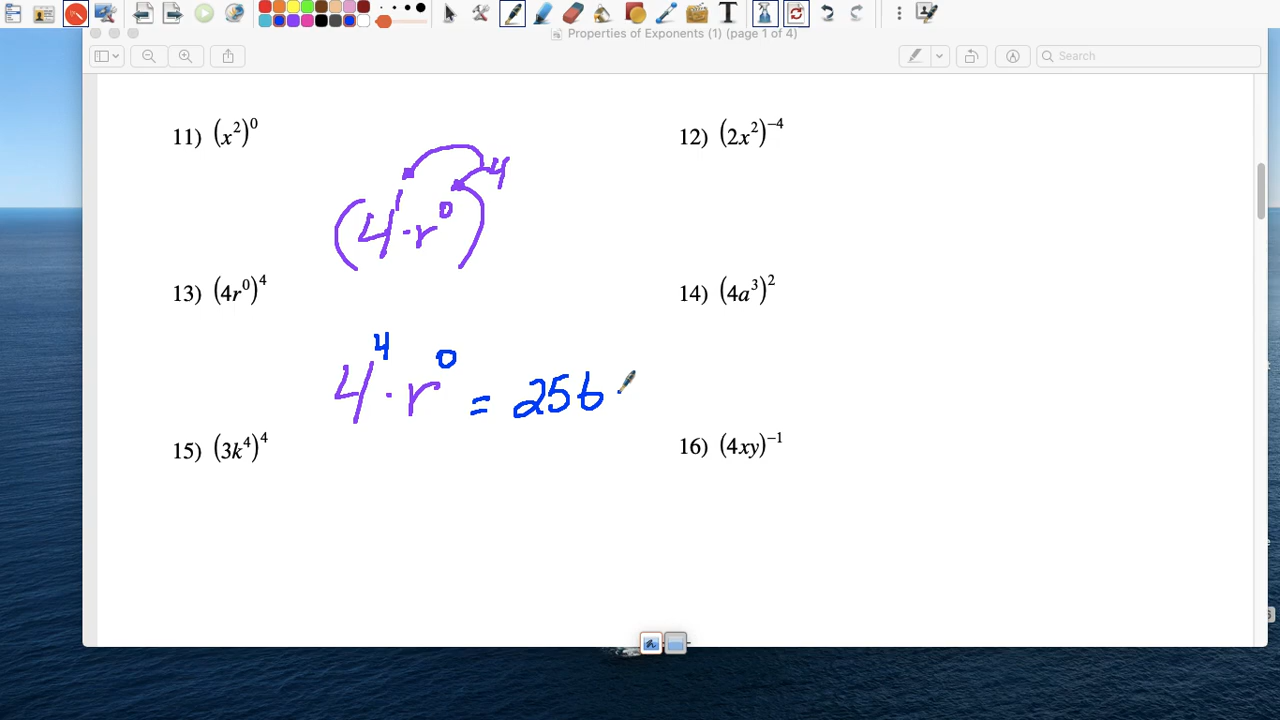 T
Properties of Exponents (1) (page 1 of 4)
Search
11) (x²)⁰
12) (2x²)⁻⁴
(4¹·r⁰)⁴
13) (4r⁰)⁴
14) (4a³)²
4⁴·r⁰ = 256 ·
15) (3k⁴)⁴
16) (4xy)⁻¹